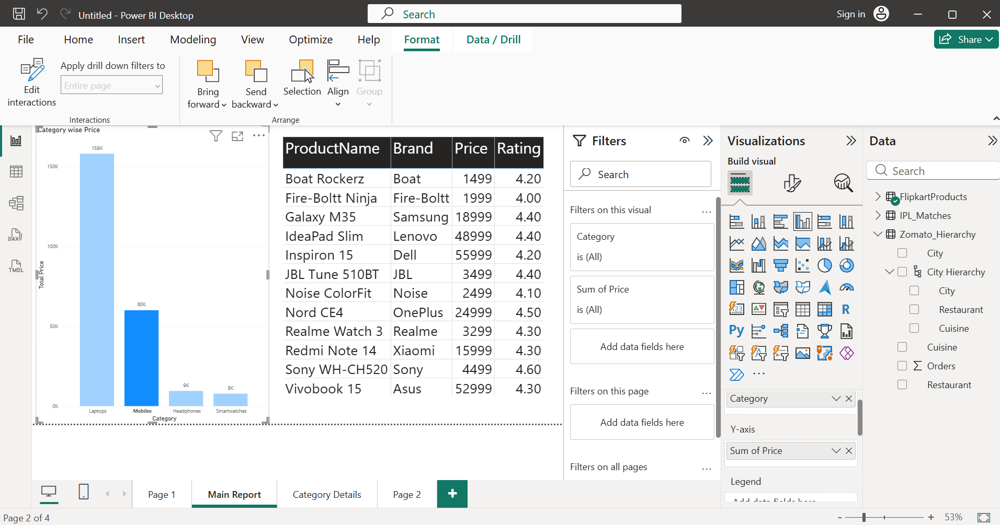 Untitled - Power BI Desktop
Search
Sign in
File Home Insert Modeling View Optimize Help Format Data / Drill
Share
Edit interactions
Apply drill down filters to
Entire page
Interactions
Bring forward
Send backward
Selection
Align
Group
Arrange
DAX
TMDL
Category wise Price
158K
150K
100K
60K
50K
9K
8K
0K
Total Price
Laptops Mobiles Headphones Smartwatches
Category
ProductName Brand Price Rating
Boat Rockerz Boat 1499 4.20
Fire-Boltt Ninja Fire-Boltt 1999 4.00
Galaxy M35 Samsung 18999 4.40
IdeaPad Slim Lenovo 48999 4.40
Inspiron 15 Dell 55999 4.20
JBL Tune 510BT JBL 3499 4.40
Noise ColorFit Noise 2499 4.10
Nord CE4 OnePlus 24999 4.50
Realme Watch 3 Realme 3299 4.30
Redmi Note 14 Xiaomi 15999 4.30
Sony WH-CH520 Sony 4499 4.60
Vivobook 15 Asus 52999 4.30
Filters
Search
Filters on this visual ...
Category
is (All)
Sum of Price
is (All)
Add data fields here
Filters on this page ...
Add data fields here
Filters on all pages ...
Visualizations
Build visual
123
R
Py
...
Category
Y-axis
Sum of Price
Legend
Add data fields here
Data
Search
FlipkartProducts
IPL_Matches
Zomato_Hierarchy
City
City Hierarchy
City
Restaurant
Cuisine
Cuisine
Orders
Restaurant
Page 1 Main Report Category Details Page 2 +
Page 2 of 4
- + 53%